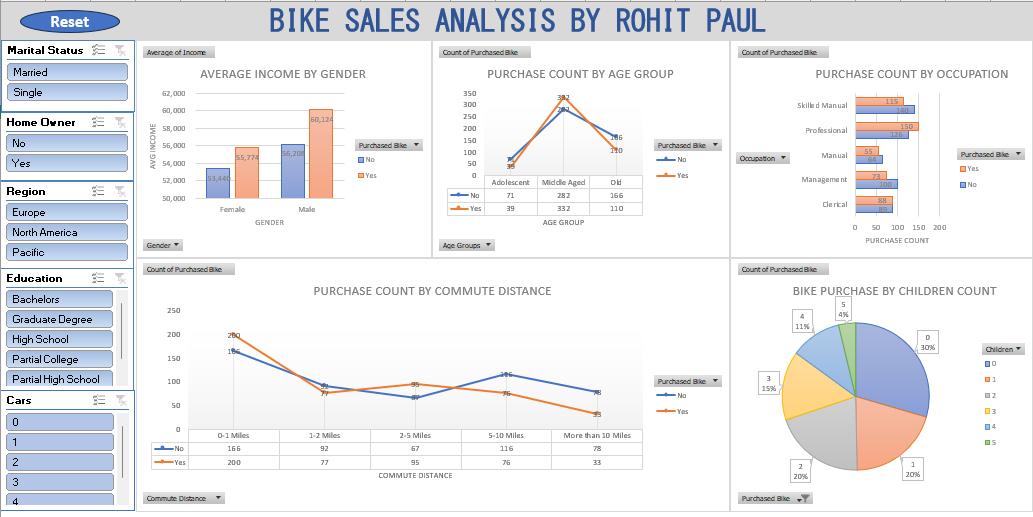 Reset
BIKE SALES ANALYSIS BY ROHIT PAUL
Marital Status
Married
Single
Home Owner
No
Yes
Region
Europe
North America
Pacific
Education
Bachelors
Graduate Degree
High School
Partial College
Partial High School
Cars
0
1
2
3
4
Average of Income
AVERAGE INCOME BY GENDER
62,000
60,000
58,000
56,000
54,000
52,000
50,000
AVG INCOME
53,440
55,774
56,208
60,124
Female
Male
GENDER
Purchased Bike
No
Yes
Gender
Count of Purchased Bike
PURCHASE COUNT BY AGE GROUP
350
300
250
200
150
100
50
0
71
39
332
282
166
110
Adolescent Middle Aged Old
No 71 282 166
Yes 39 332 110
AGE GROUP
Purchased Bike
No
Yes
Age Groups
Count of Purchased Bike
PURCHASE COUNT BY OCCUPATION
Occupation
Skilled Manual
115
140
Professional
150
126
Manual
55
64
Management
73
100
Clerical
88
89
0 50 100 150 200
PURCHASE COUNT
Purchased Bike
Yes
No
Count of Purchased Bike
PURCHASE COUNT BY COMMUTE DISTANCE
250
200
150
100
50
0
200
166
92
77
95
67
116
76
78
33
0-1 Miles 1-2 Miles 2-5 Miles 5-10 Miles More than 10 Miles
No 166 92 67 116 78
Yes 200 77 95 76 33
COMMUTE DISTANCE
Purchased Bike
No
Yes
Commute Distance
Count of Purchased Bike
BIKE PURCHASE BY CHILDREN COUNT
0
30%
1
20%
2
20%
3
15%
4
11%
5
4%
Children
0
1
2
3
4
5
Purchased Bike